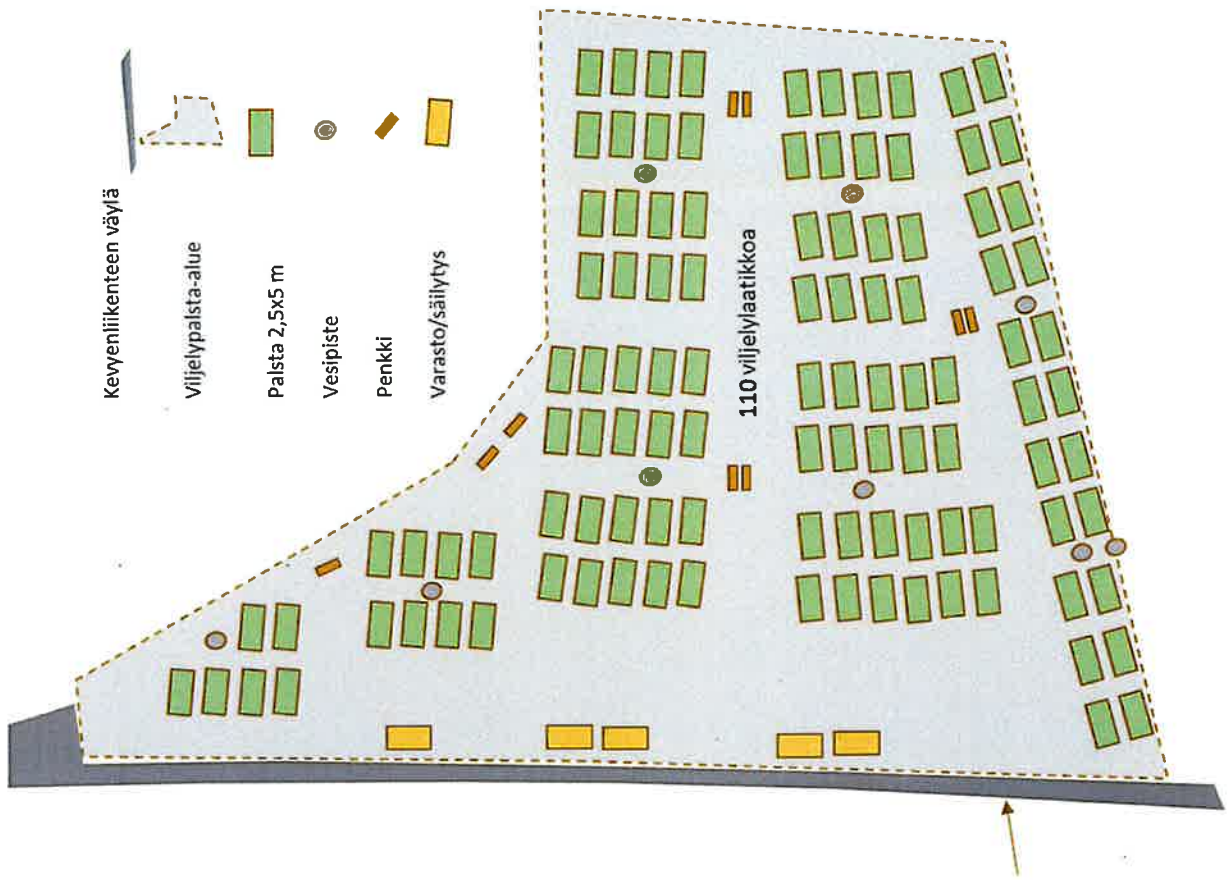 Kevyenliikenteen väylä
Viljelypalsta-alue
Palsta 2,5x5 m
Vesipiste
Penkki
Varasto/säilytys
110 viljelylaatikkoa